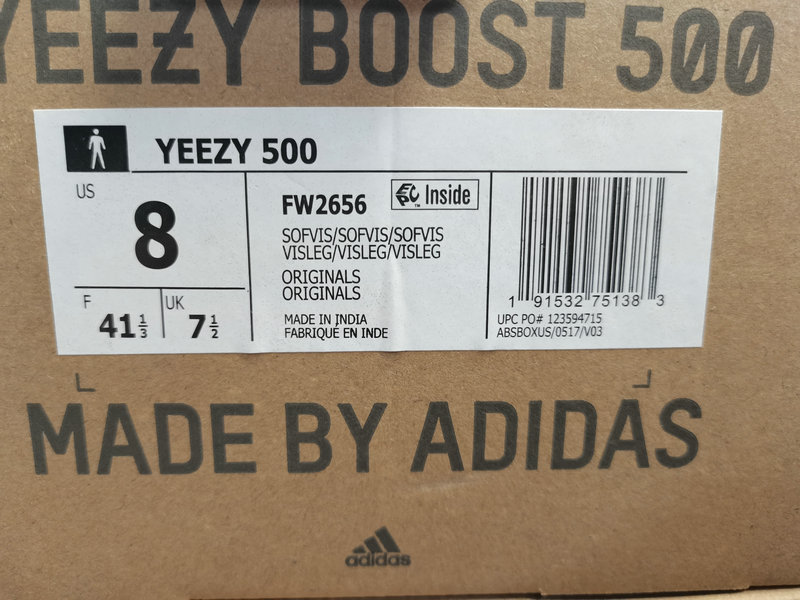 YEEZY BOOST 500
YEEZY 500
US
8
F
41 1/3
UK
7 1/2
FW2656
EPC Inside
TM
SOFVIS/SOFVIS/SOFVIS
VISLEG/VISLEG/VISLEG
ORIGINALS
ORIGINALS
MADE IN INDIA
FABRIQUÉ EN INDE
1 91532 75138 3
UPC PO# 123594715
ABSBOXUS/0517/V03
MADE BY ADIDAS
adidas